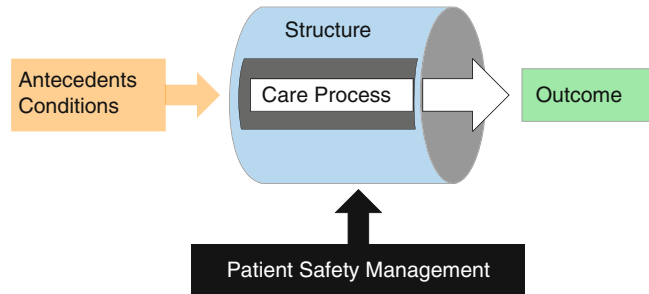 Structure
Antecedents
Conditions
Care Process
Outcome
Patient Safety Management